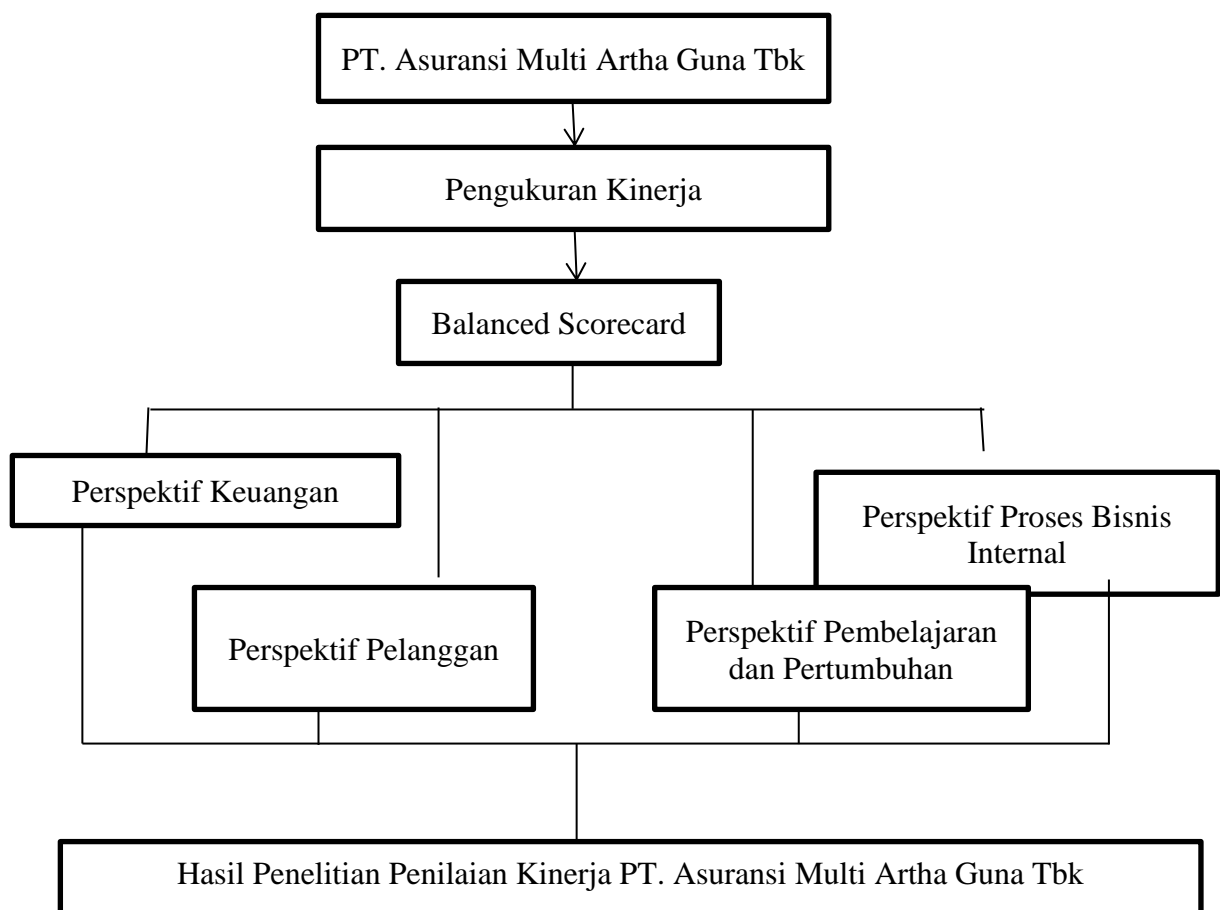 PT. Asuransi Multi Artha Guna Tbk
Pengukuran Kinerja
Balanced Scorecard
Perspektif Keuangan
Perspektif Proses Bisnis
Internal
Perspektif Pelanggan
Perspektif Pembelajaran
dan Pertumbuhan
Hasil Penelitian Penilaian Kinerja PT. Asuransi Multi Artha Guna Tbk